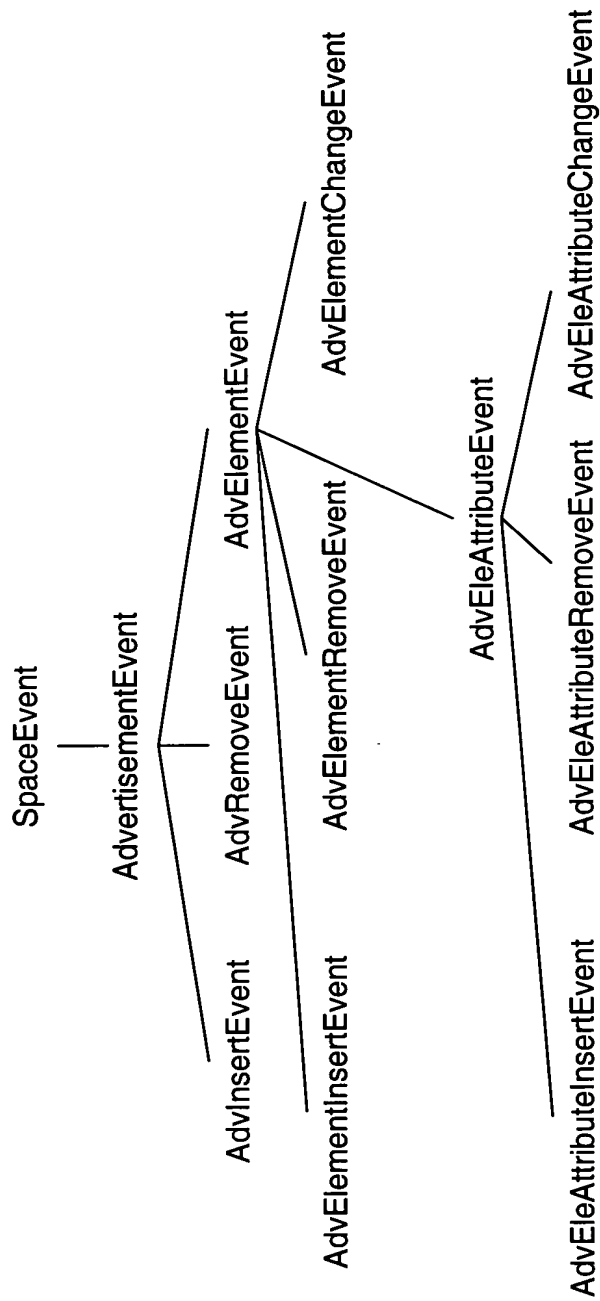 SpaceEvent
AdvertisementEvent
AdvInsertEvent
AdvRemoveEvent
AdvElementEvent
AdvElementInsertEvent
AdvElementRemoveEvent
AdvElementChangeEvent
AdvEleAttributeEvent
AdvEleAttributeInsertEvent
AdvEleAttributeRemoveEvent
AdvEleAttributeChangeEvent